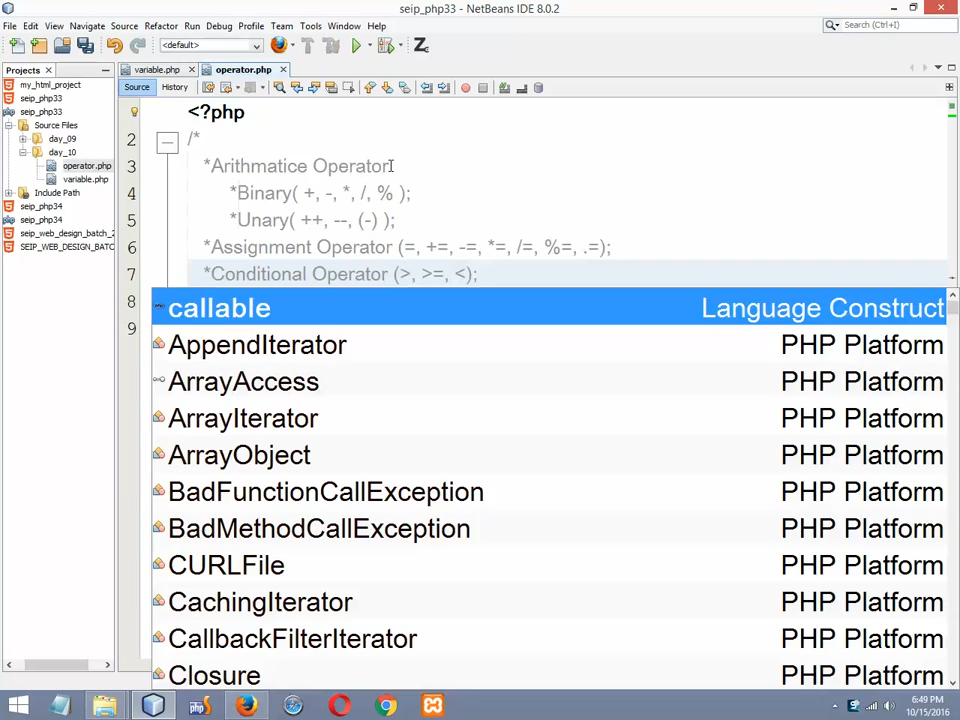 seip_php33 - NetBeans IDE 8.0.2
File Edit View Navigate Source Refactor Run Debug Profile Team Tools Window Help
Search (Ctrl+I)
<default>
Projects
variable.php
operator.php
Source History
my_html_project
seip_php33
seip_php33
Source Files
day_09
day_10
operator.php
variable.php
Include Path
seip_php34
seip_php34
seip_web_design_batch_2
SEIP_WEB_DESIGN_BATC
<?php
2 /*
3 *Arithmatice Operator
4 *Binary( +, -, *, /, % );
5 *Unary( ++, --, (-) );
6 *Assignment Operator (=, +=, -=, *=, /=, %=, .=);
7 *Conditional Operator (>, >=, <);
8
9
callable Language Construct
AppendIterator PHP Platform
ArrayAccess PHP Platform
ArrayIterator PHP Platform
ArrayObject PHP Platform
BadFunctionCallException PHP Platform
BadMethodCallException PHP Platform
CURLFile PHP Platform
CachingIterator PHP Platform
CallbackFilterIterator PHP Platform
Closure PHP Platform
6:49 PM
10/15/2016